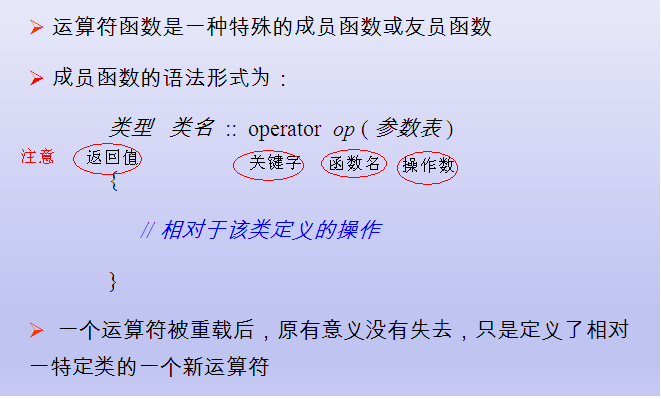 运算符函数是一种特殊的成员函数或友员函数
成员函数的语法形式为：
类型 类名 :: operator op ( 参数表 )
注意 返回值 关键字 函数名 操作数
{
// 相对于该类定义的操作
}
一个运算符被重载后，原有意义没有失去，只是定义了相对
一特定类的一个新运算符